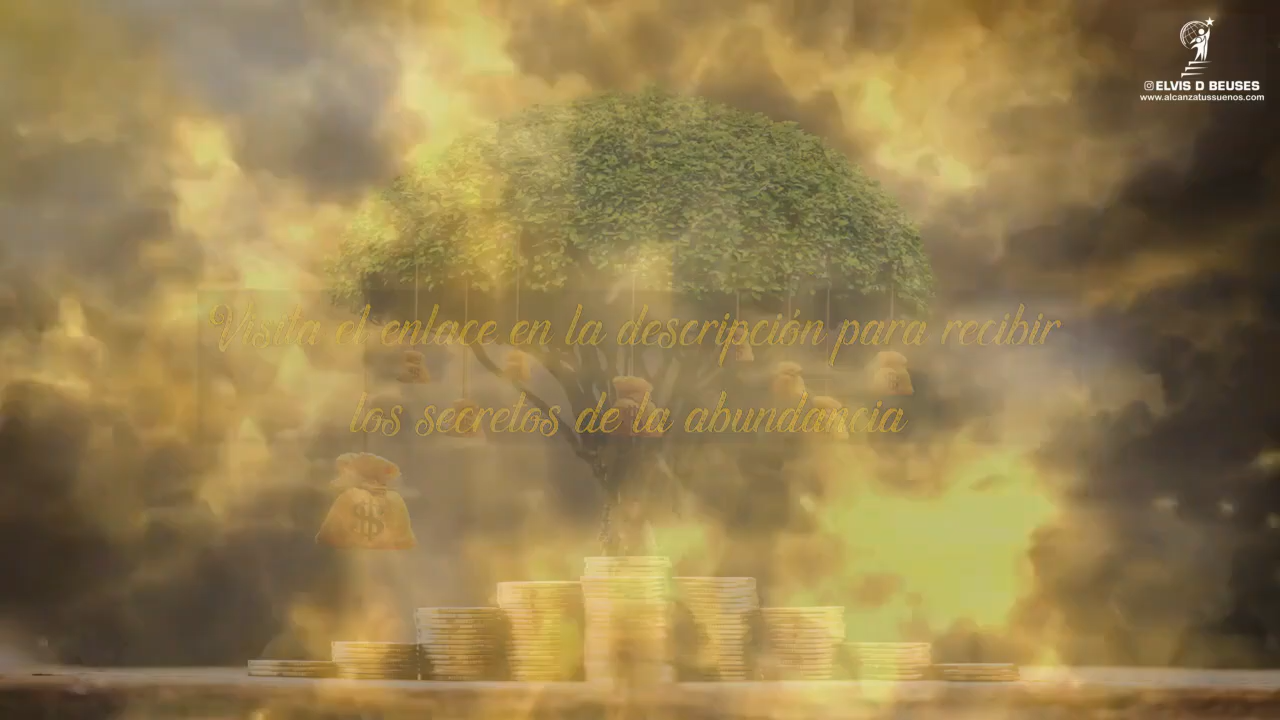 ELVIS D BEUSES
www.alcanzatussuenos.com
Visita el enlace en la descripción para recibir
los secretos de la abundancia